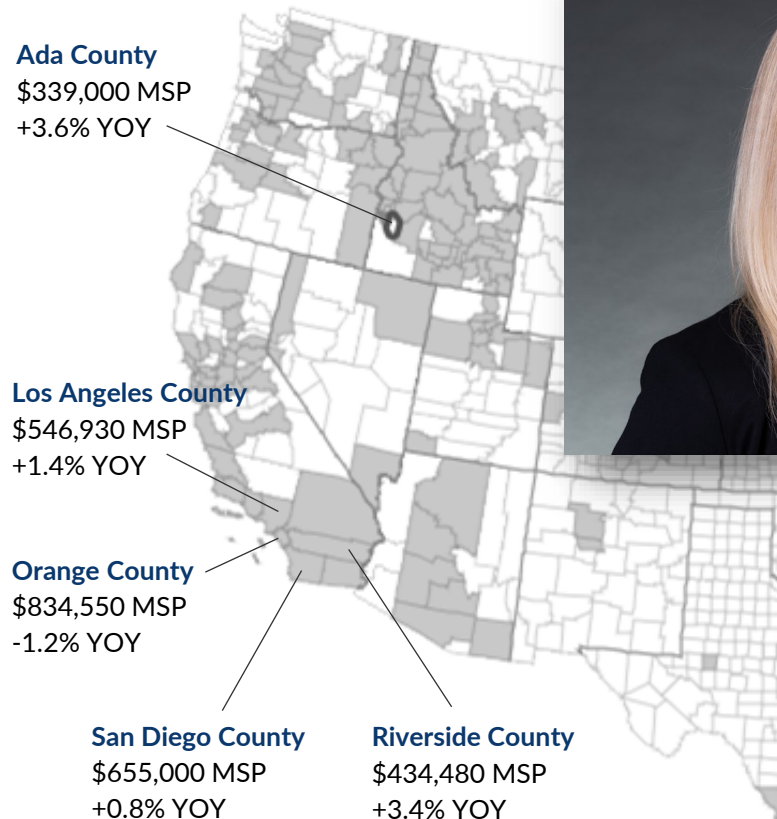 Ada County
$339,000 MSP
+3.6% YOY
Los Angeles County
$546,930 MSP
+1.4% YOY
Orange County
$834,550 MSP
-1.2% YOY
San Diego County
$655,000 MSP
+0.8% YOY
Riverside County
$434,480 MSP
+3.4% YOY